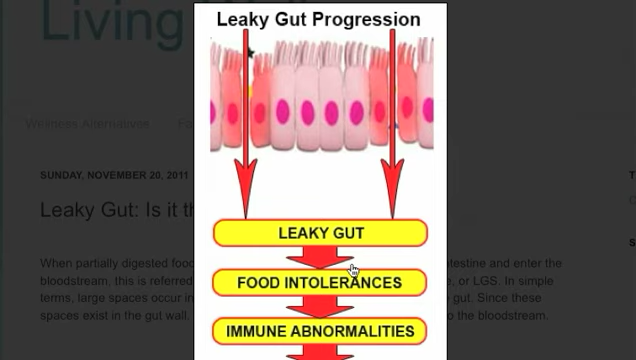 Living
Leaky Gut Progression
Wellness Alternatives
SUNDAY, NOVEMBER 20, 2011
Leaky Gut: Is it th
LEAKY GUT
When partially digested food
intestine and enter the
FOOD INTOLERANCES
bloodstream, this is referred
or LGS. In simple
terms, large spaces occur in
gut. Since these
spaces exist in the gut wall.
the bloodstream.
IMMUNE ABNORMALITIES